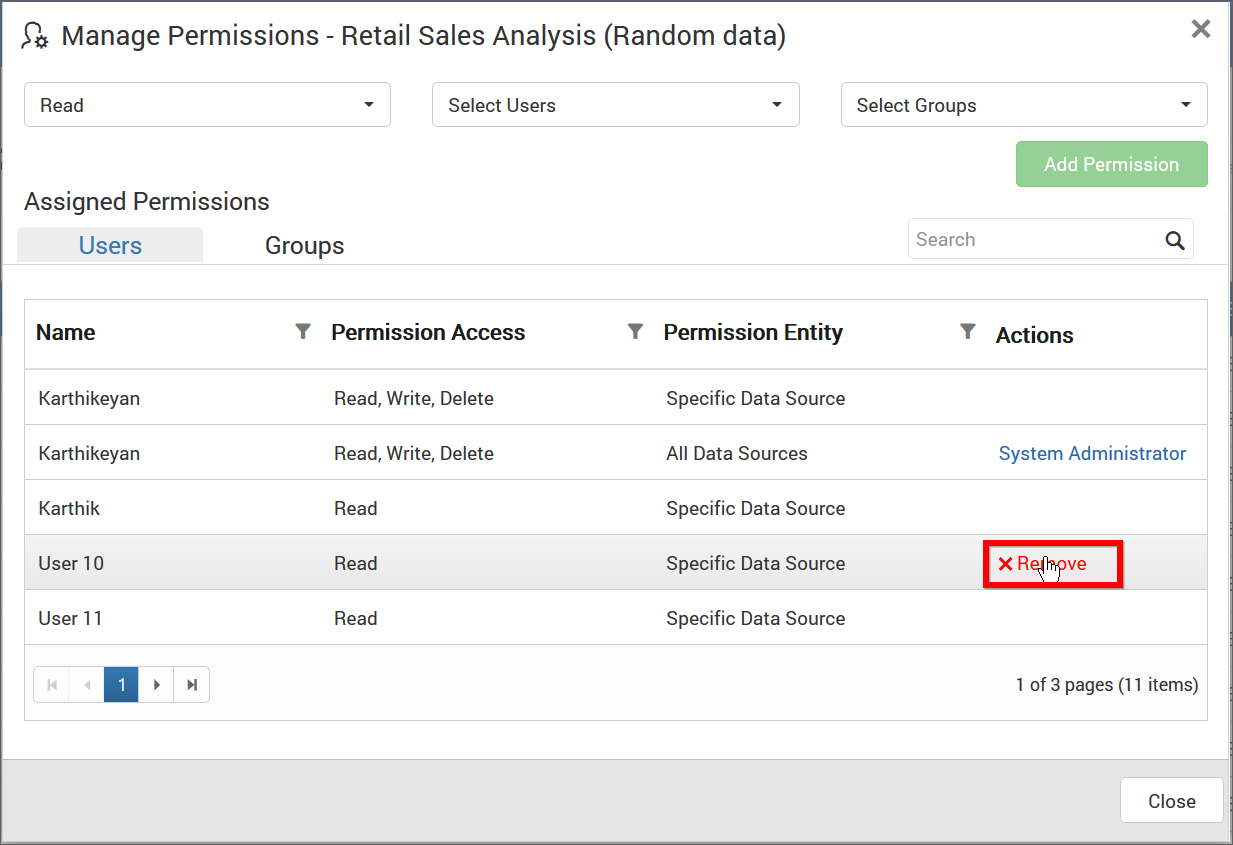 Manage Permissions - Retail Sales Analysis (Random data)
Read Select Users Select Groups
Add Permission
Assigned Permissions
Users Groups Search
Name Permission Access Permission Entity Actions
Karthikeyan Read, Write, Delete Specific Data Source
Karthikeyan Read, Write, Delete All Data Sources System Administrator
Karthik Read Specific Data Source
User 10 Read Specific Data Source Remove
User 11 Read Specific Data Source
1 1 of 3 pages (11 items)
Close